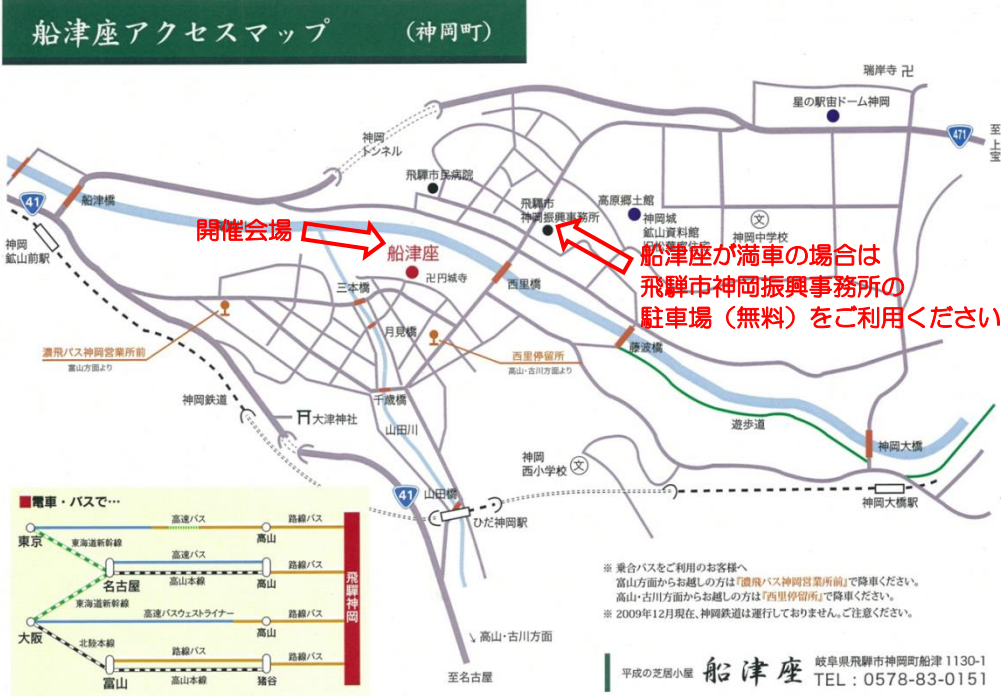 船津座アクセスマップ （神岡町）
瑞岸寺 卍
星の駅宙ドーム神岡
471
至上宝
神岡
トンネル
飛騨市民病院
41
船津橋
飛騨市
神岡振興事務所
高原郷土館
神岡城
鉱山資料館
文
神岡中学校
神岡
鉱山前駅
開催会場
船津座
卍円城寺
船津座が満車の場合は
飛騨市神岡振興事務所の
駐車場（無料）をご利用ください
三本橋
西里橋
月見橋
藤波橋
濃飛バス神岡営業所前
富山方面より
西里停留所
高山・古川方面より
神岡鉄道
千歳橋
大津神社
山田川
遊歩道
神岡大橋
神岡
西小学校
文
41
山田橋
ひだ神岡駅
神岡大橋駅
■電車・バスで…
東京
高速バス
高山
路線バス
東海道新幹線
名古屋
高速バス
高山本線
高山
路線バス
東海道新幹線
大阪
高速バスウェストライナー
高山
路線バス
北陸本線
富山
路線バス
高山本線
猪谷
路線バス
飛騨神岡
高山・古川方面
至名古屋
※ 乗合バスをご利用のお客様へ
富山方面からお越しの方は『濃飛バス神岡営業所前』で降車ください。
高山・古川方面からお越しの方は『西里停留所』で降車ください。
※ 2009年12月現在、神岡鉄道は運行しておりません。ご注意ください。
平成の芝居小屋 船津座
岐阜県飛騨市神岡町船津1130-1
TEL：0578-83-0151